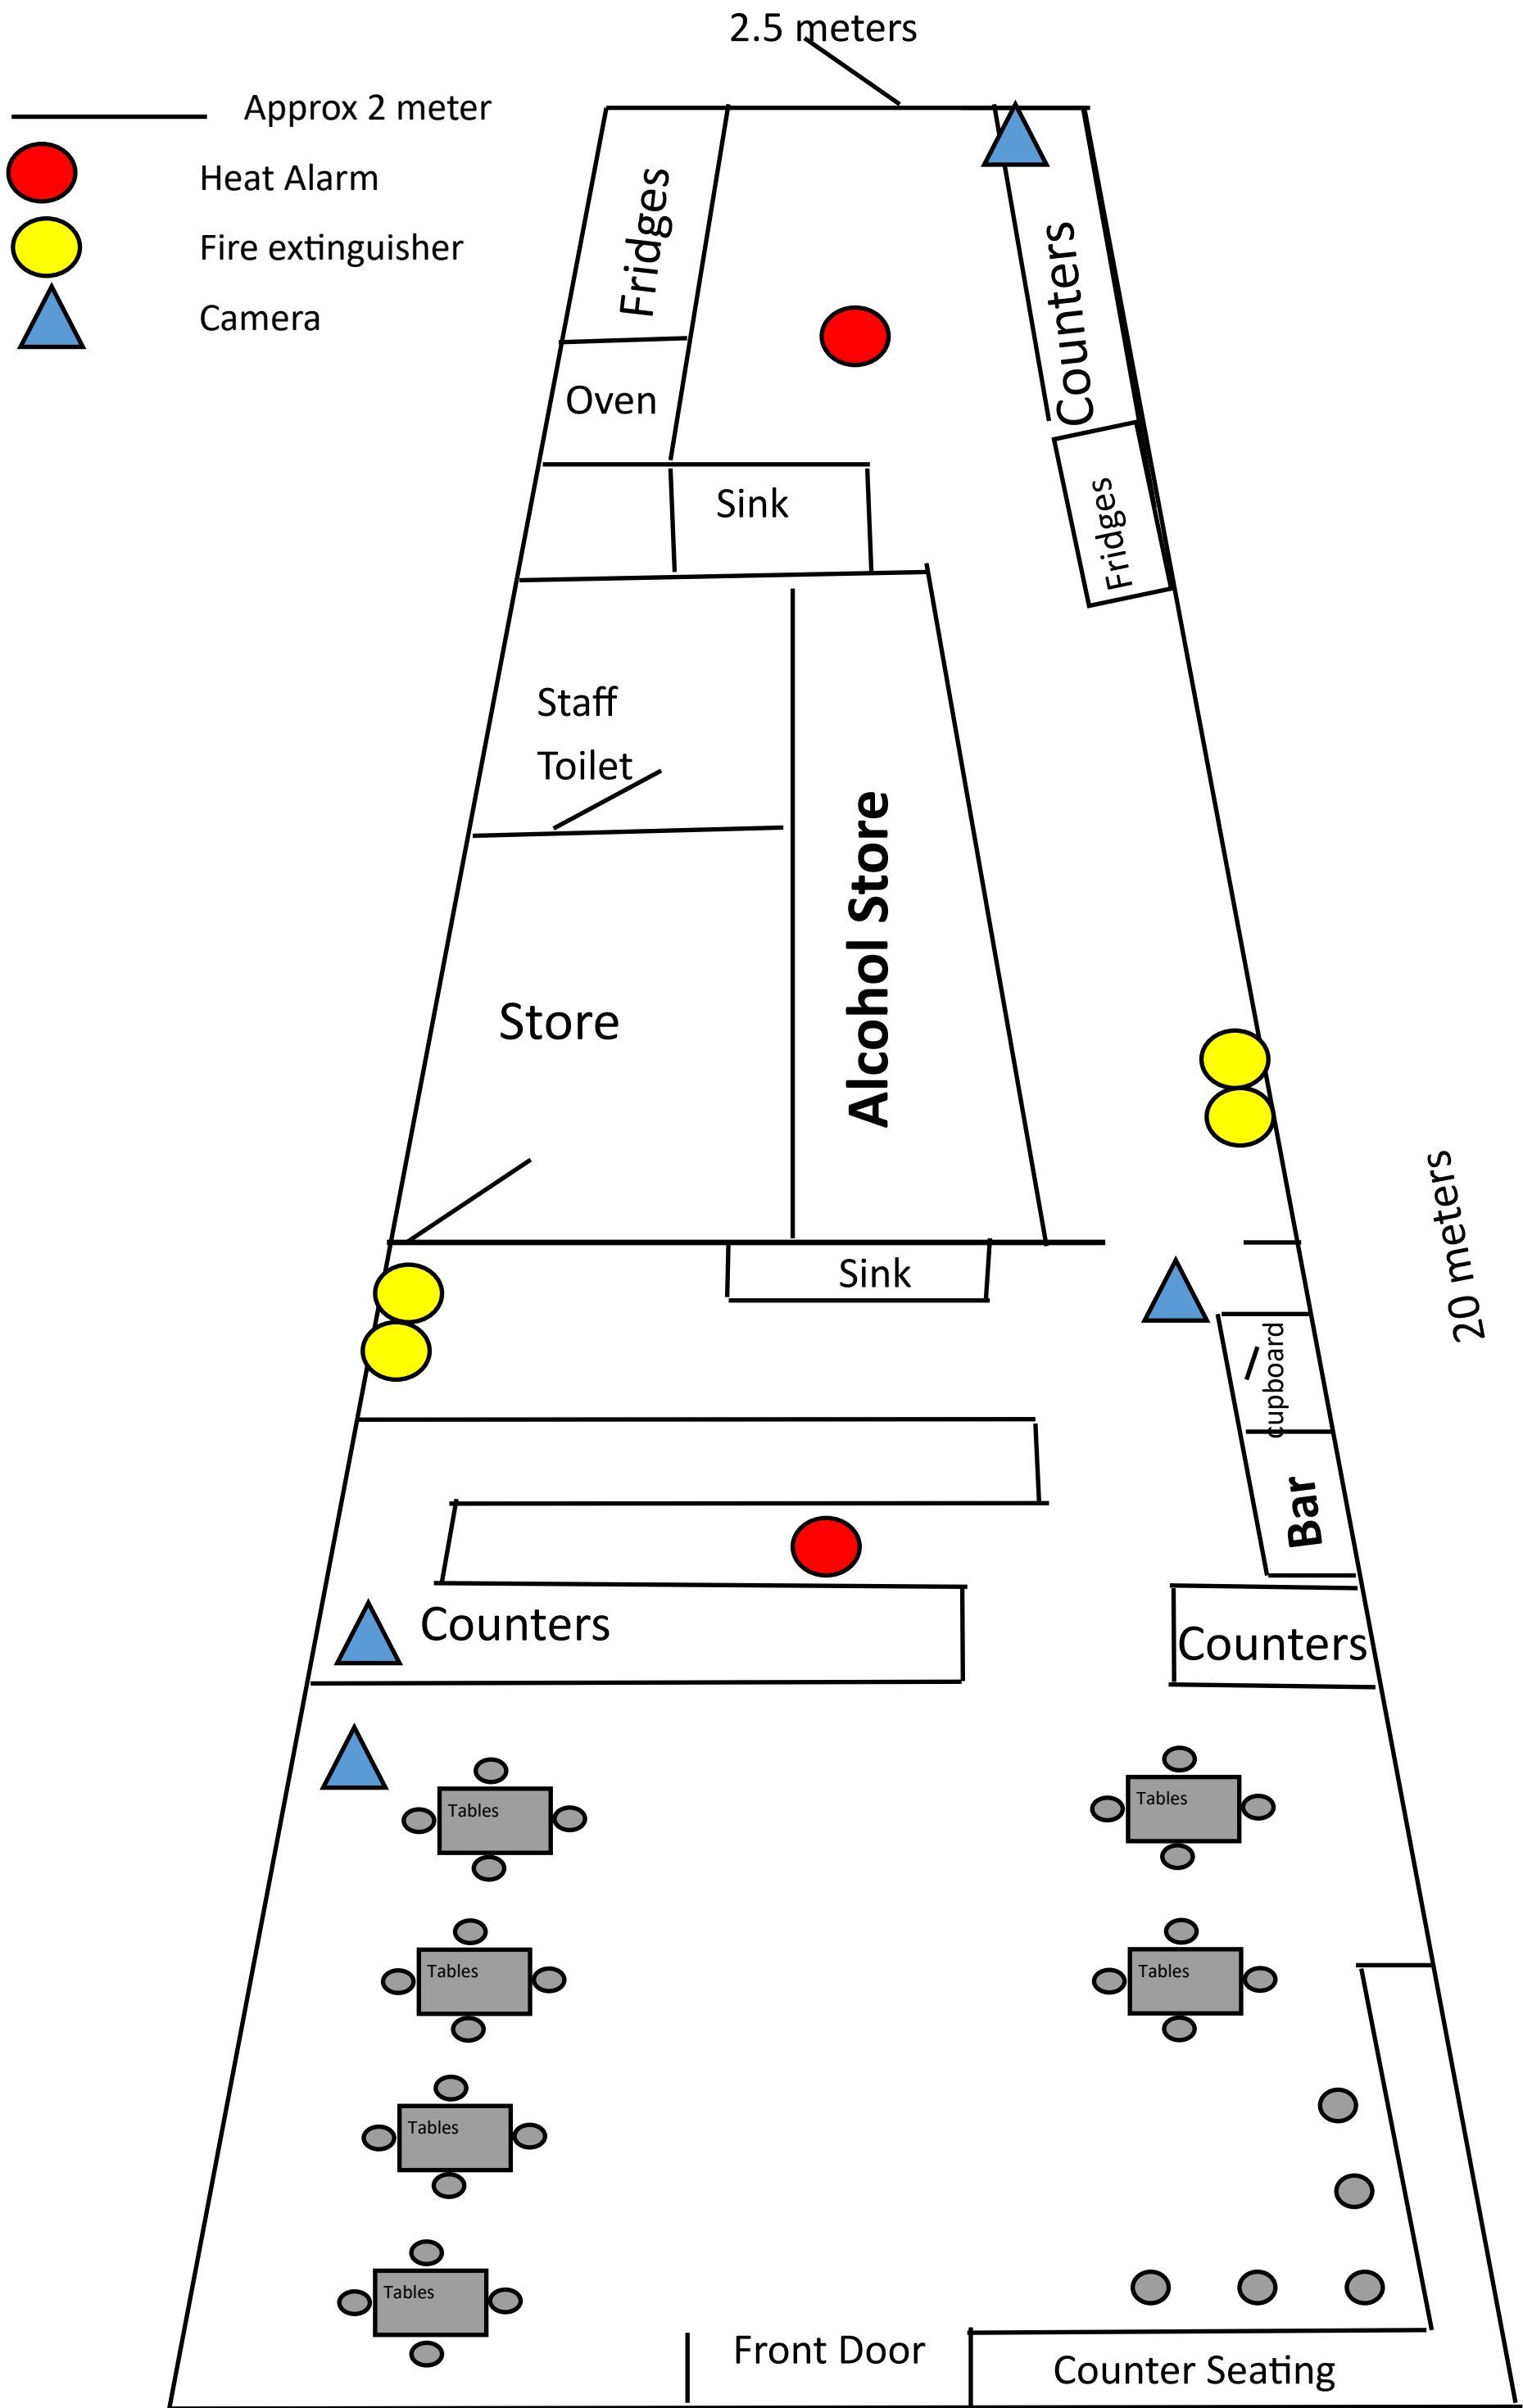 2.5 meters
Approx 2 meter
Heat Alarm
Fire extinguisher
Camera
Fridges
Counters
Oven
Sink
Fridges
Staff
Toilet
Alcohol Store
Store
20 meters
Sink
cupboard
Bar
Counters
Counters
Tables
Tables
Tables
Tables
Tables
Tables
Front Door
Counter Seating